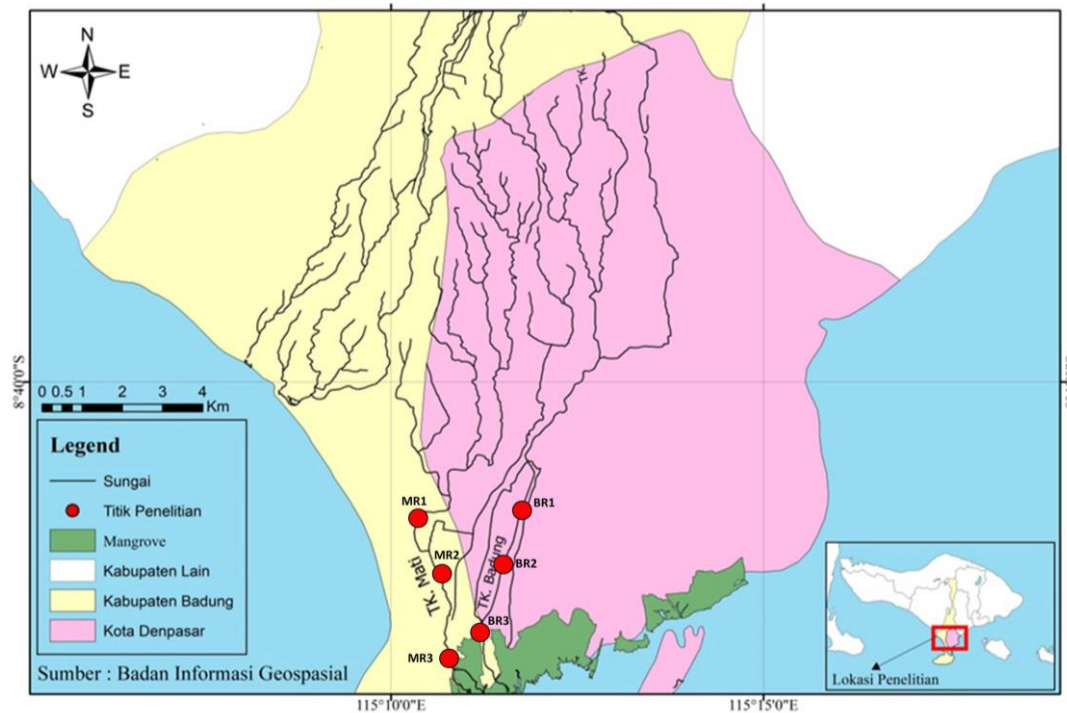 N
W E
S
TK.
8°40'0"S
0 0.5 1 2 3 4
Km
Legend
Sungai
Titik Penelitian
Mangrove
Kabupaten Lain
Kabupaten Badung
Kota Denpasar
Sumber : Badan Informasi Geospasial
MR1
BR1
MR2
BR2
TK. Mati
TK. Badung
BR3
MR3
Lokasi Penelitian
115°10'0"E
115°15'0"E